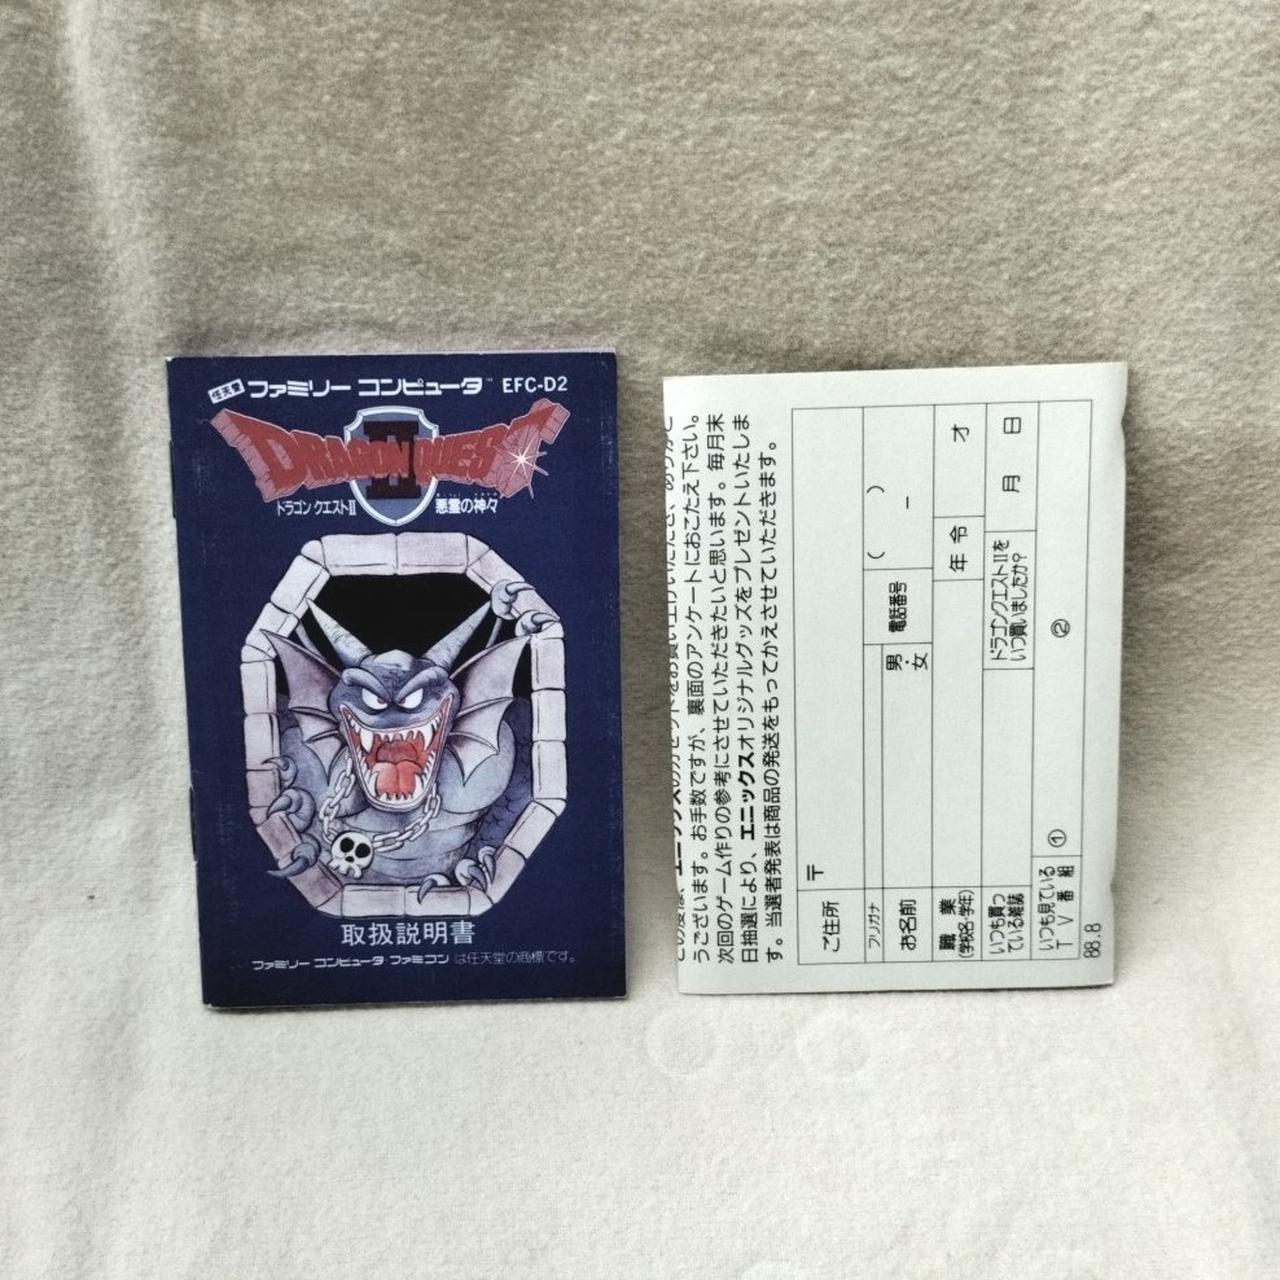 任天堂 ファミリー コンピュータ™ EFC-D2
DRAGON QUEST
II
ドラゴンクエストII 悪霊の神々
取扱説明書
ファミリー コンピュータ ファミコン は任天堂の商標です。
うございます。お手数ですが、裏面のアンケートにおこたえ下さい。
次回のゲーム作りの参考にさせていただきたいと思います。毎月末
日抽選により、エニックスオリジナルグッズをプレゼントいたしま
す。当選者発表は商品の発送をもってかえさせていただきます。
ご住所 〒
フリガナ
お名前 男・女 電話番号 ( ) −
職業
(学校名・学年) 年令 才
いつも買っ
ている雑誌 ドラゴンクエストIIを
いつ買いましたか? 月 日
いつも見ている
TV番組 ① ②
88.8